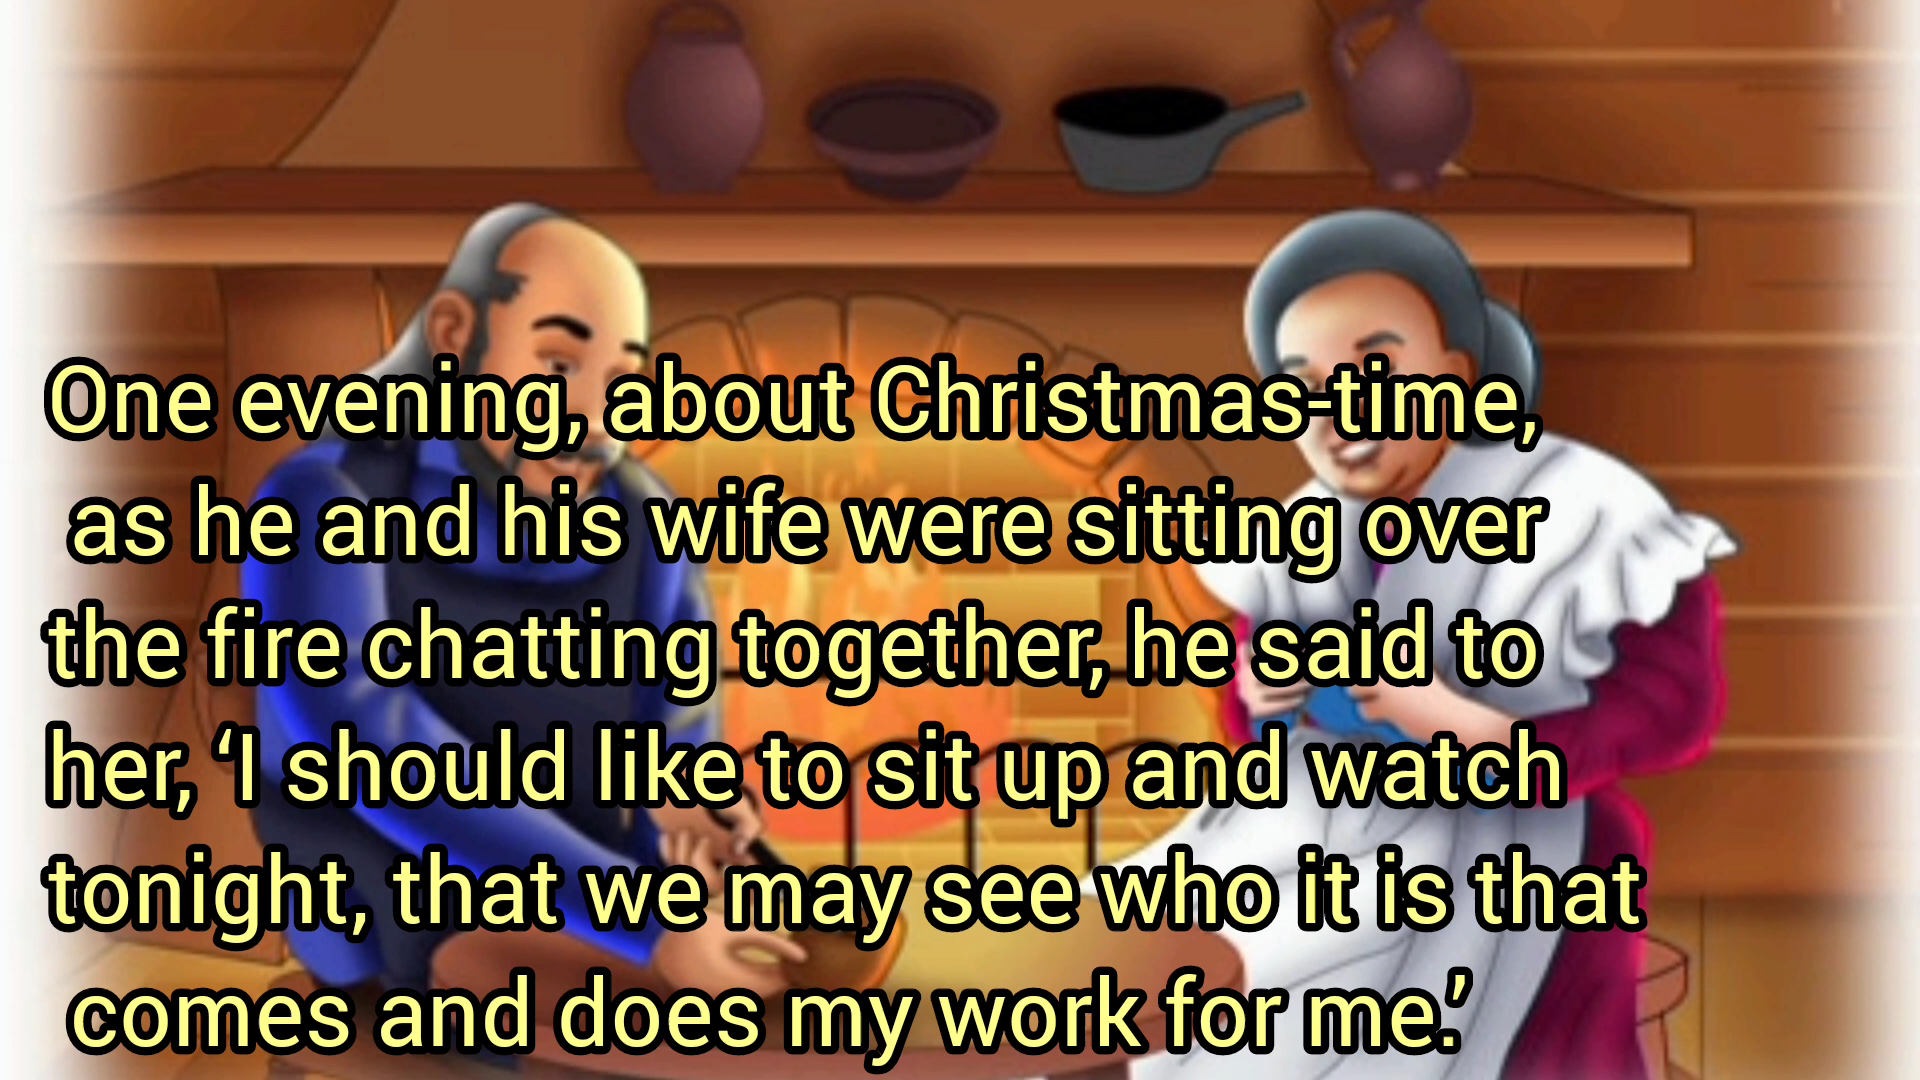 One evening, about Christmas-time,
as he and his wife were sitting over
the fire chatting together, he said to
her, ‘I should like to sit up and watch
tonight, that we may see who it is that
comes and does my work for me.’